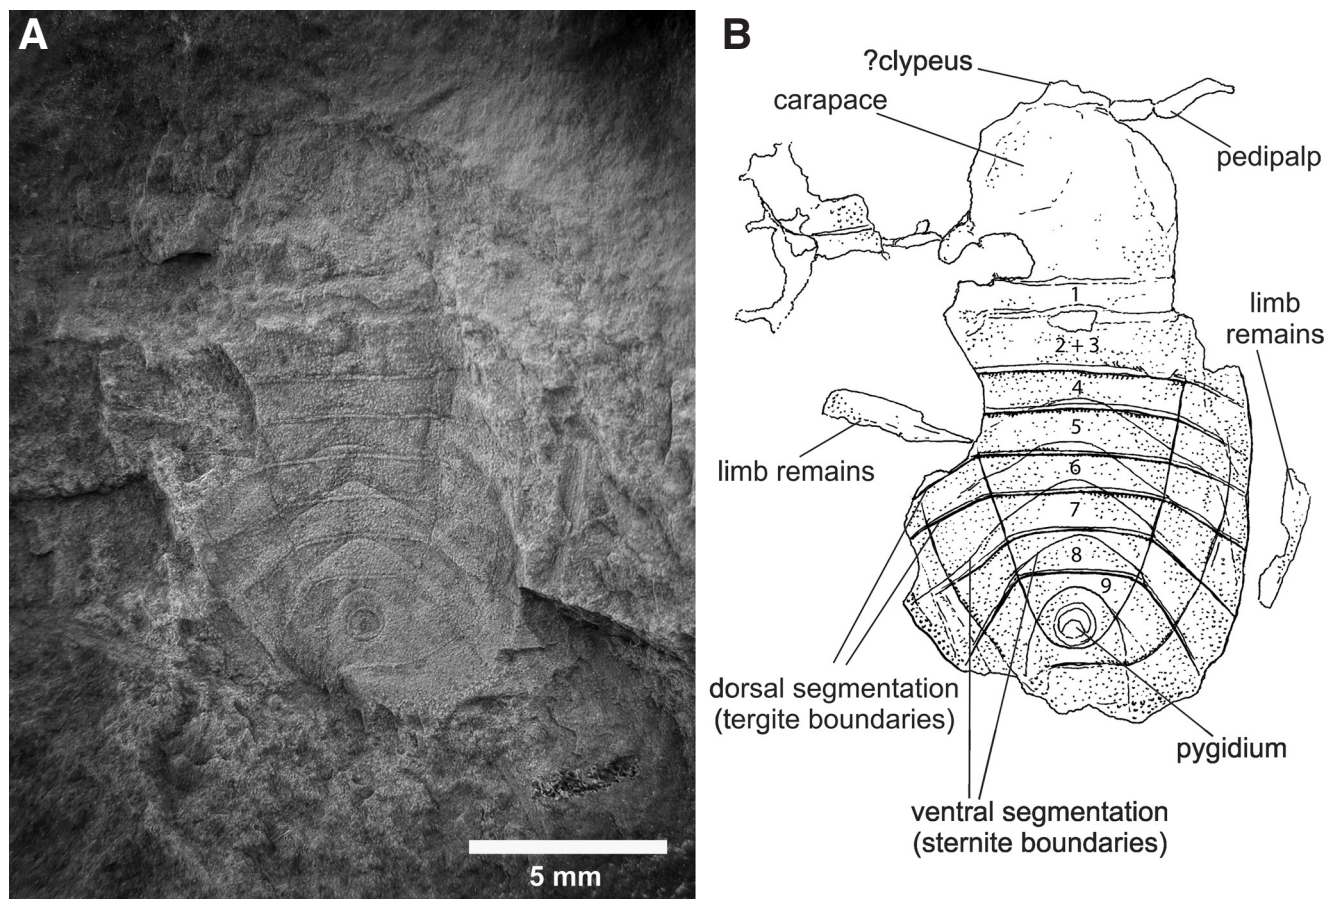 A
B
?clypeus
carapace
pedipalp
1
limb
remains
2 + 3
4
5
limb remains
6
7
8
9
dorsal segmentation
(tergite boundaries)
pygidium
ventral segmentation
(sternite boundaries)
5 mm